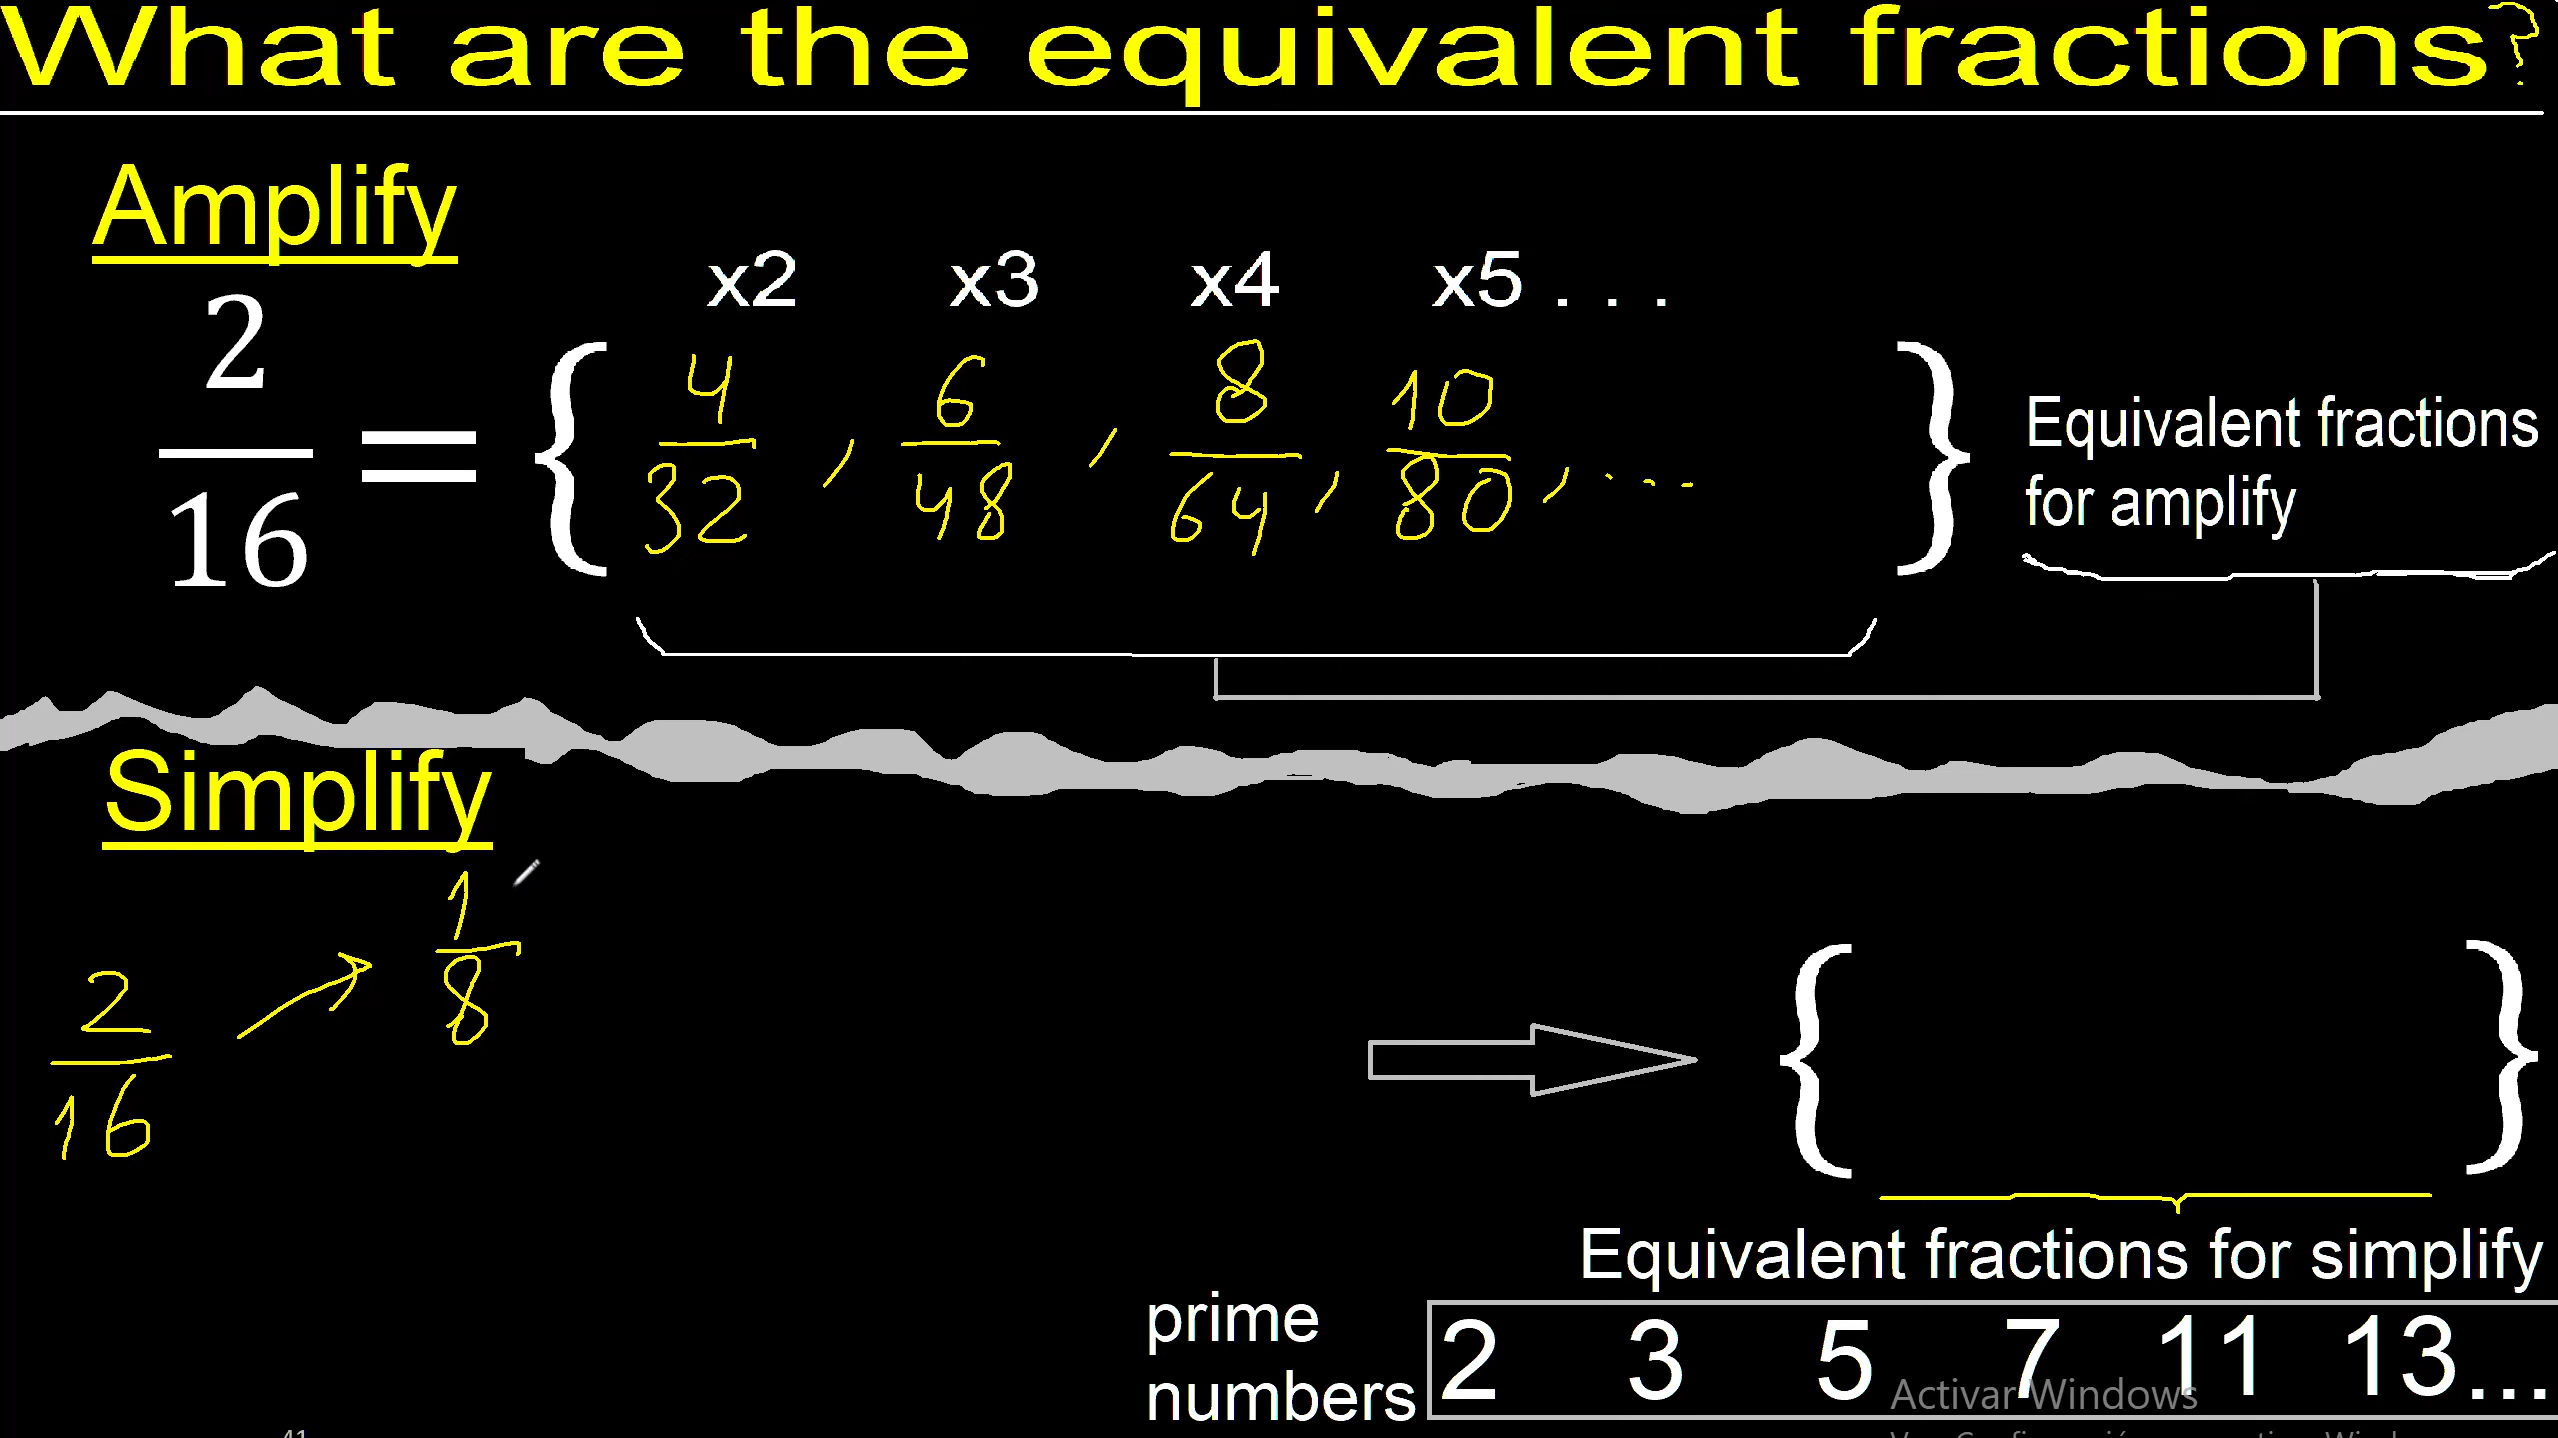 What are the equivalent fractions?
Amplify
x2 x3 x4 x5 . . .
2/16 = { 4/32 , 6/48 , 8/64 , 10/80 , ... }
Equivalent fractions
for amplify
Simplify
2/16 → 1/8
{ }
Equivalent fractions for simplify
prime
numbers
2 3 5 7 11 13...
Activar Windows